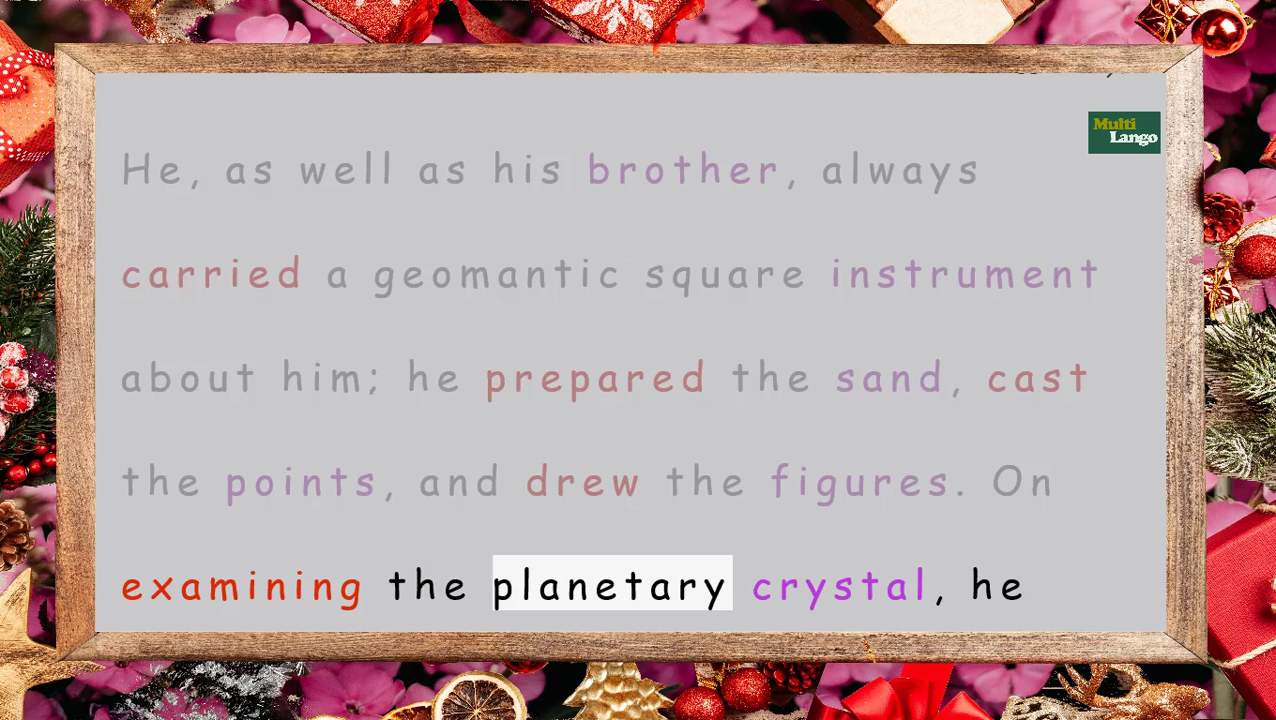 Multi
Lango
He, as well as his brother, always
carried a geomantic square instrument
about him; he prepared the sand, cast
the points, and drew the figures. On
examining the planetary crystal, he